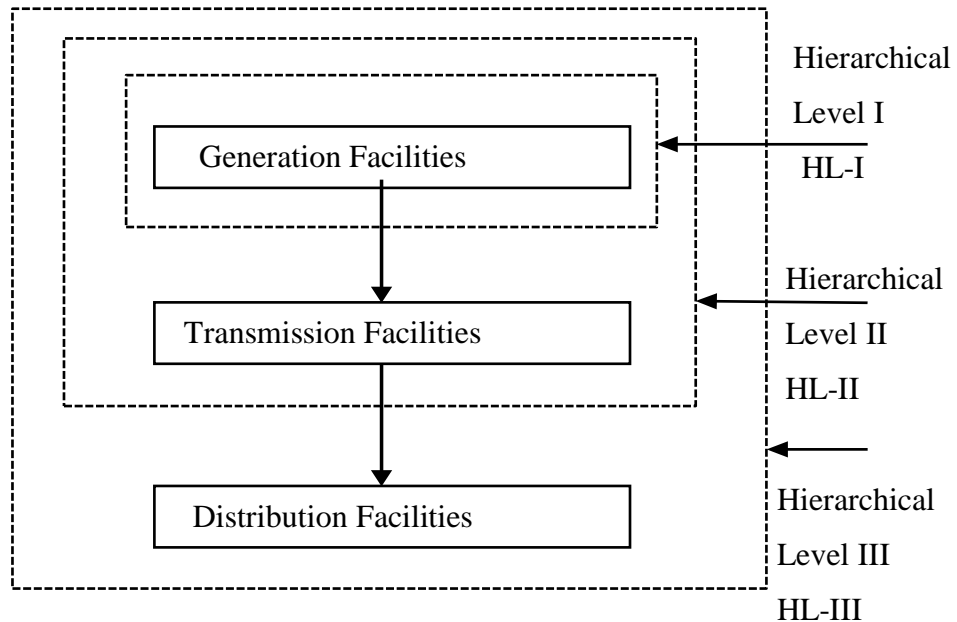 Hierarchical
Level I
HL-I
Generation Facilities
Hierarchical
Level II
HL-II
Transmission Facilities
Hierarchical
Level III
HL-III
Distribution Facilities